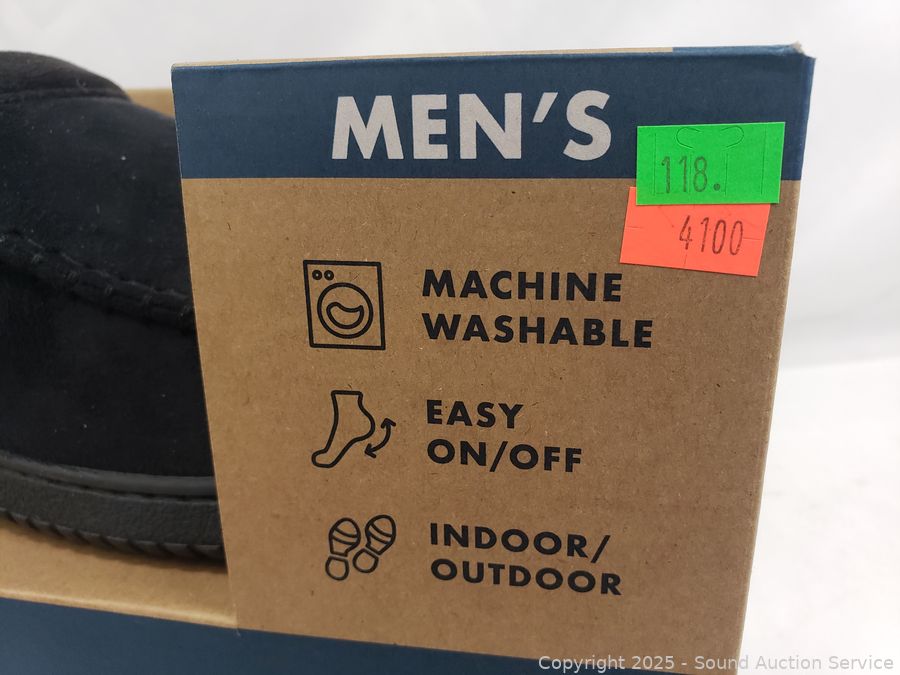 MEN'S
118.
4100
MACHINE
WASHABLE
EASY
ON/OFF
INDOOR/
OUTDOOR
Copyright © 2025 - Sound Auction Service